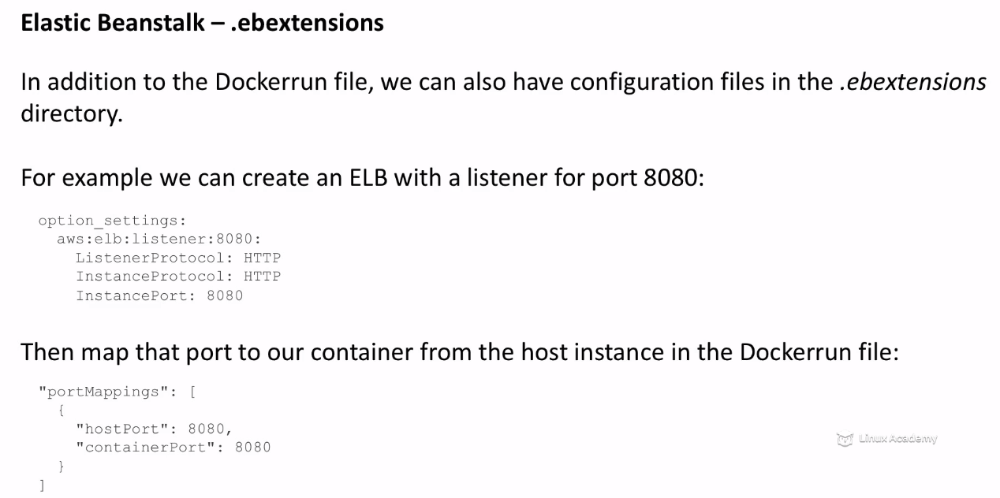 Elastic Beanstalk – .ebextensions
In addition to the Dockerrun file, we can also have configuration files in the .ebextensions
directory.
For example we can create an ELB with a listener for port 8080:
option_settings:
  aws:elb:listener:8080:
    ListenerProtocol: HTTP
    InstanceProtocol: HTTP
    InstancePort: 8080
Then map that port to our container from the host instance in the Dockerrun file:
"portMappings": [
  {
    "hostPort": 8080,
    "containerPort": 8080
  }
]
Linux Academy